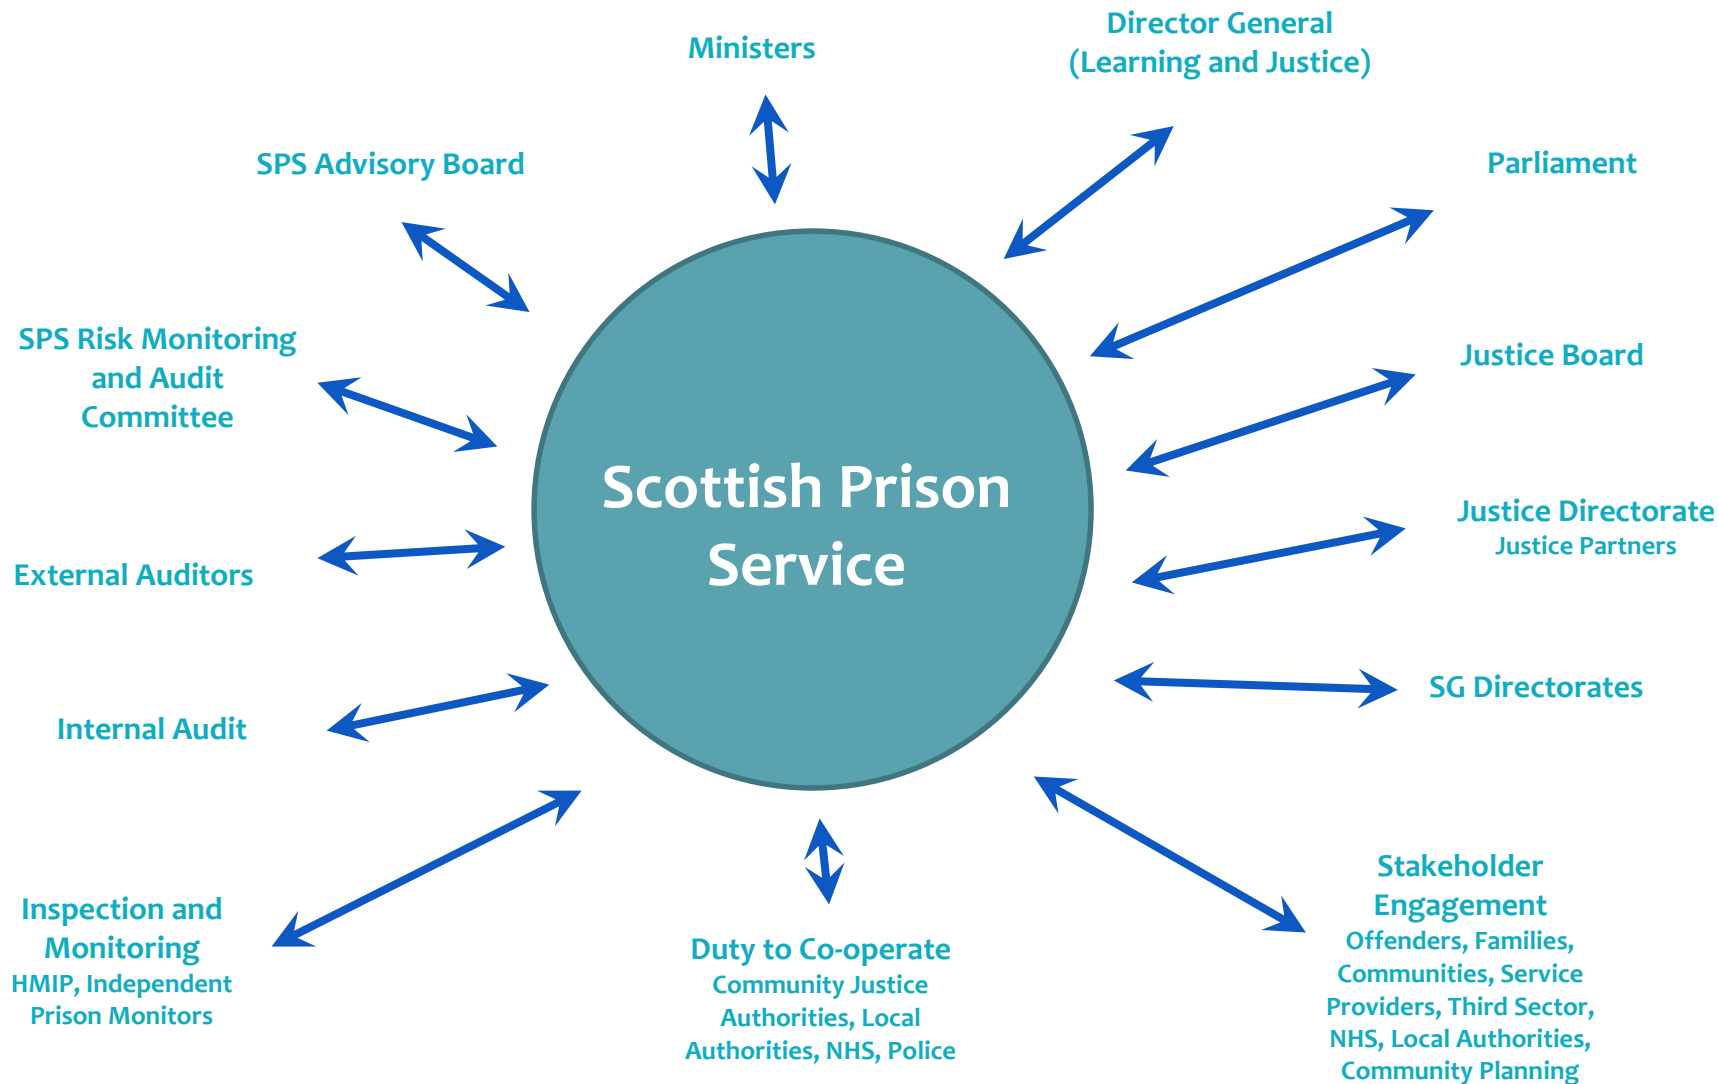 Ministers
Director General
(Learning and Justice)
SPS Advisory Board
Parliament
SPS Risk Monitoring
and Audit
Committee
Justice Board
Scottish Prison
Service
Justice Directorate
Justice Partners
External Auditors
SG Directorates
Internal Audit
Inspection and
Monitoring
HMIP, Independent
Prison Monitors
Duty to Co-operate
Community Justice
Authorities, Local
Authorities, NHS, Police
Stakeholder
Engagement
Offenders, Families,
Communities, Service
Providers, Third Sector,
NHS, Local Authorities,
Community Planning